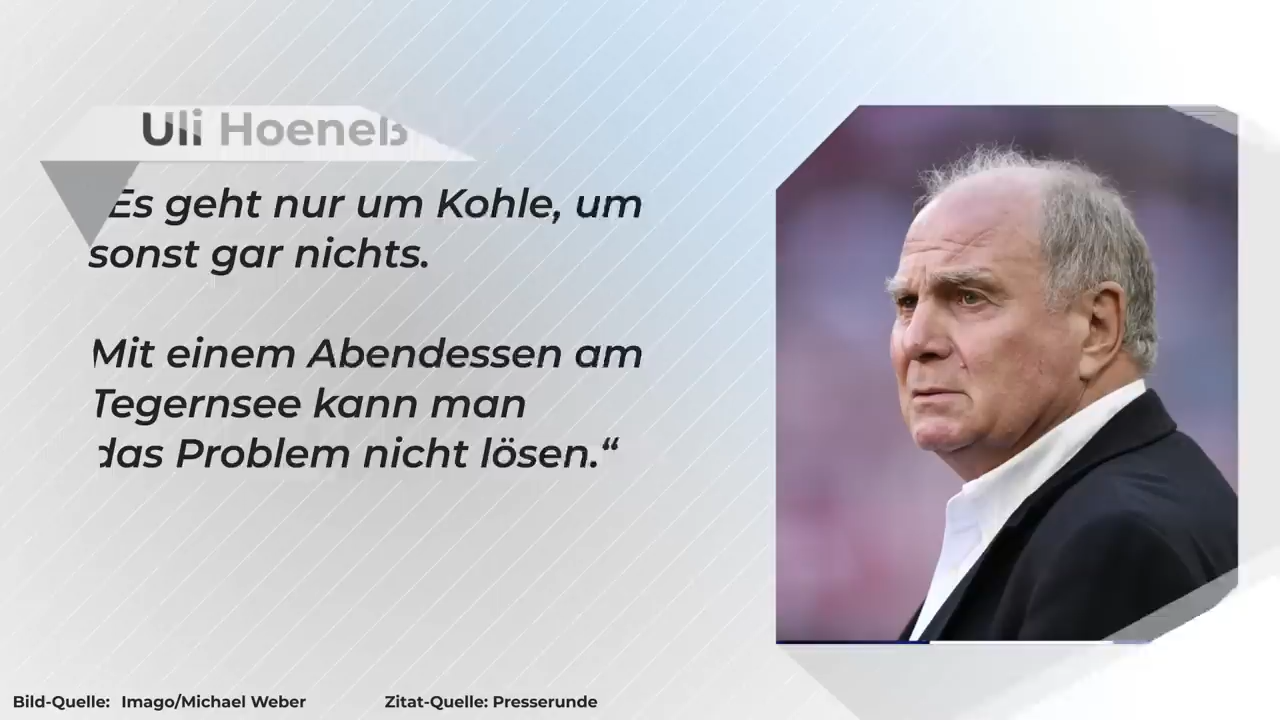 Uli Hoeneß
Es geht nur um Kohle, um
sonst gar nichts.
Mit einem Abendessen am
Tegernsee kann man
das Problem nicht lösen.“
Bild-Quelle: Imago/Michael Weber
Zitat-Quelle: Presserunde